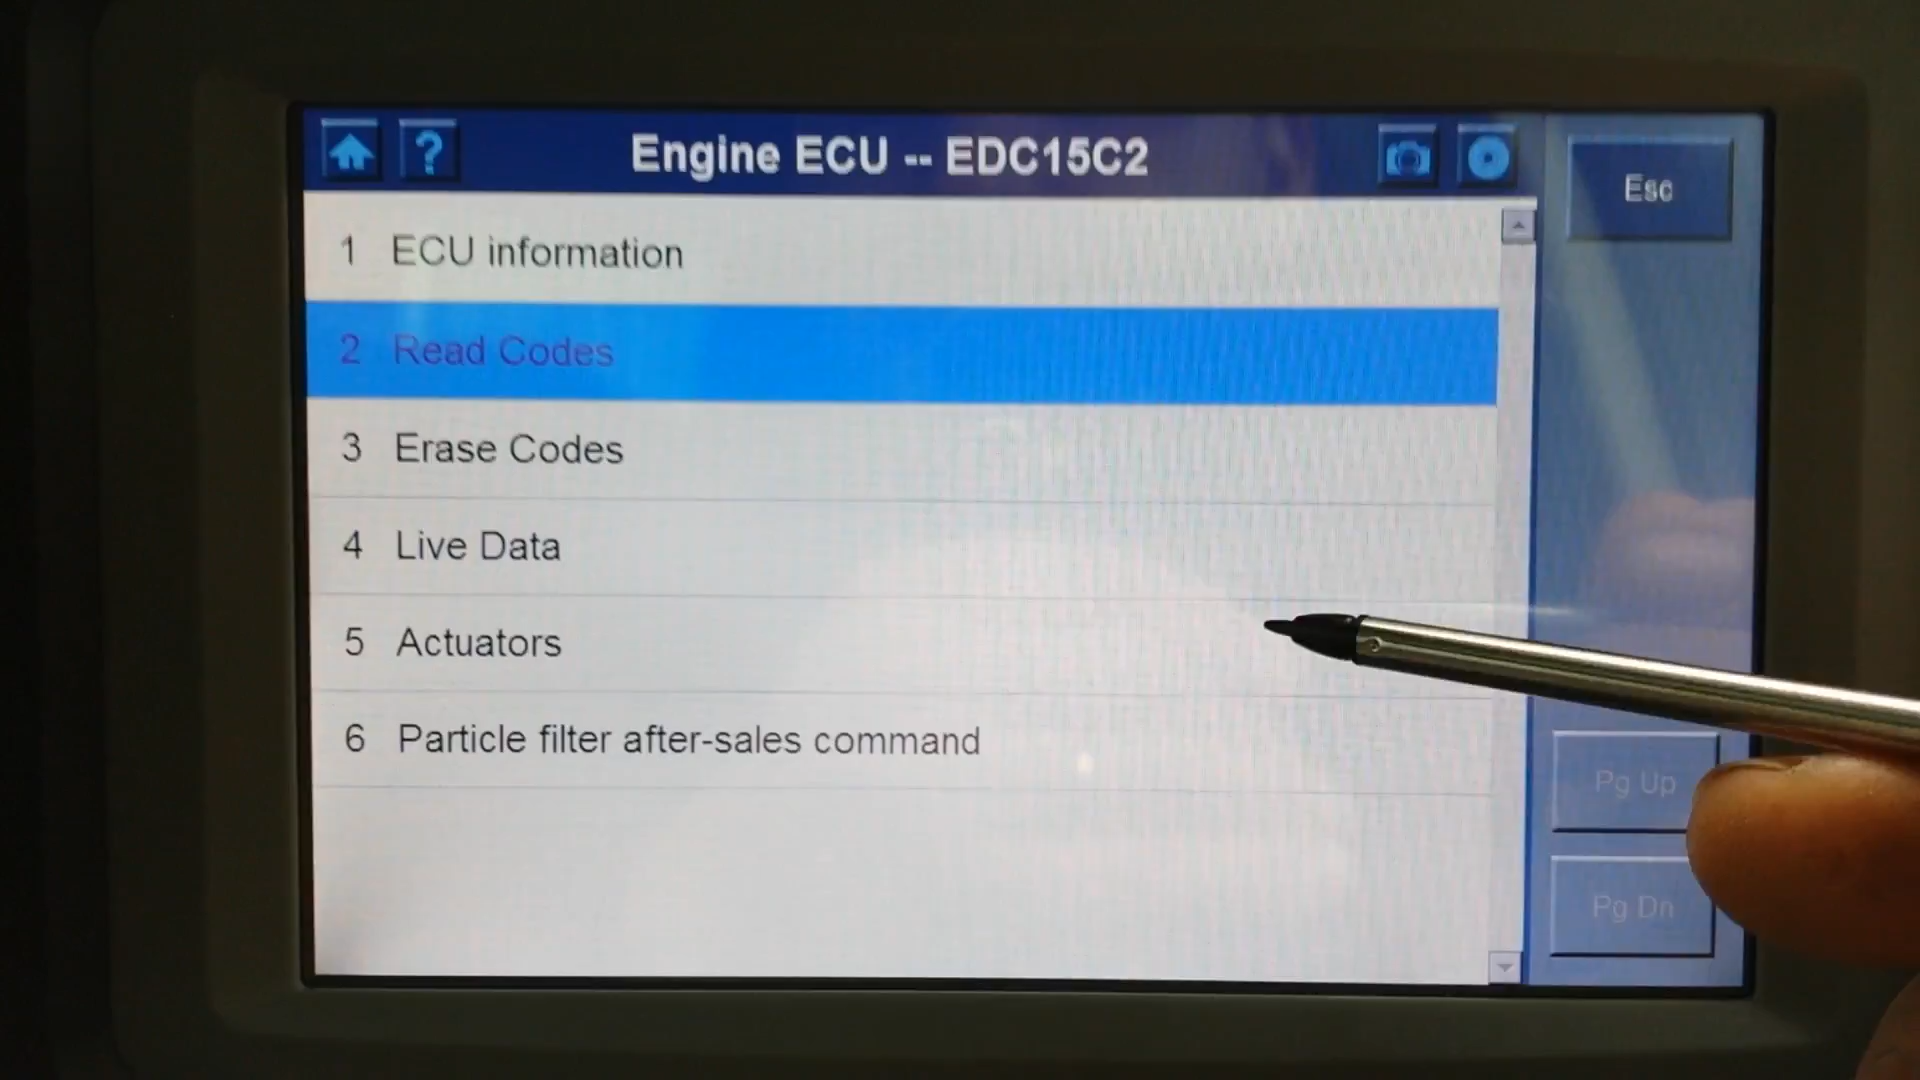 ?
Engine ECU -- EDC15C2
Esc
1 ECU information
2 Read Codes
3 Erase Codes
4 Live Data
5 Actuators
6 Particle filter after-sales command
Pg Up
Pg Dn